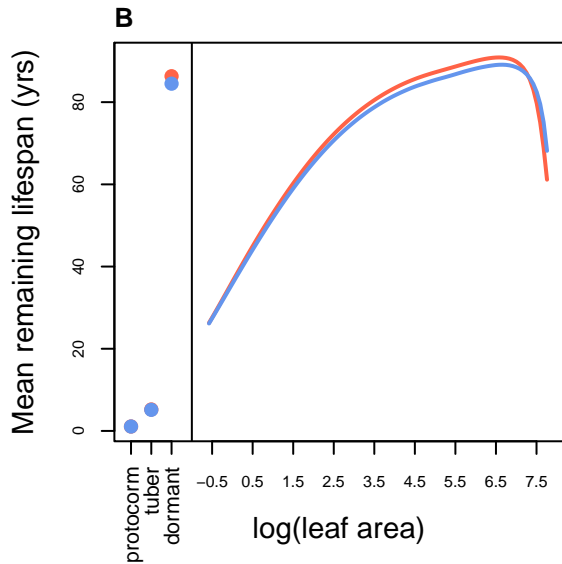 B
Mean remaining lifespan (yrs)
0
20
40
60
80
protocorm
tuber
dormant
−0.5 0.5 1.5 2.5 3.5 4.5 5.5 6.5 7.5
log(leaf area)